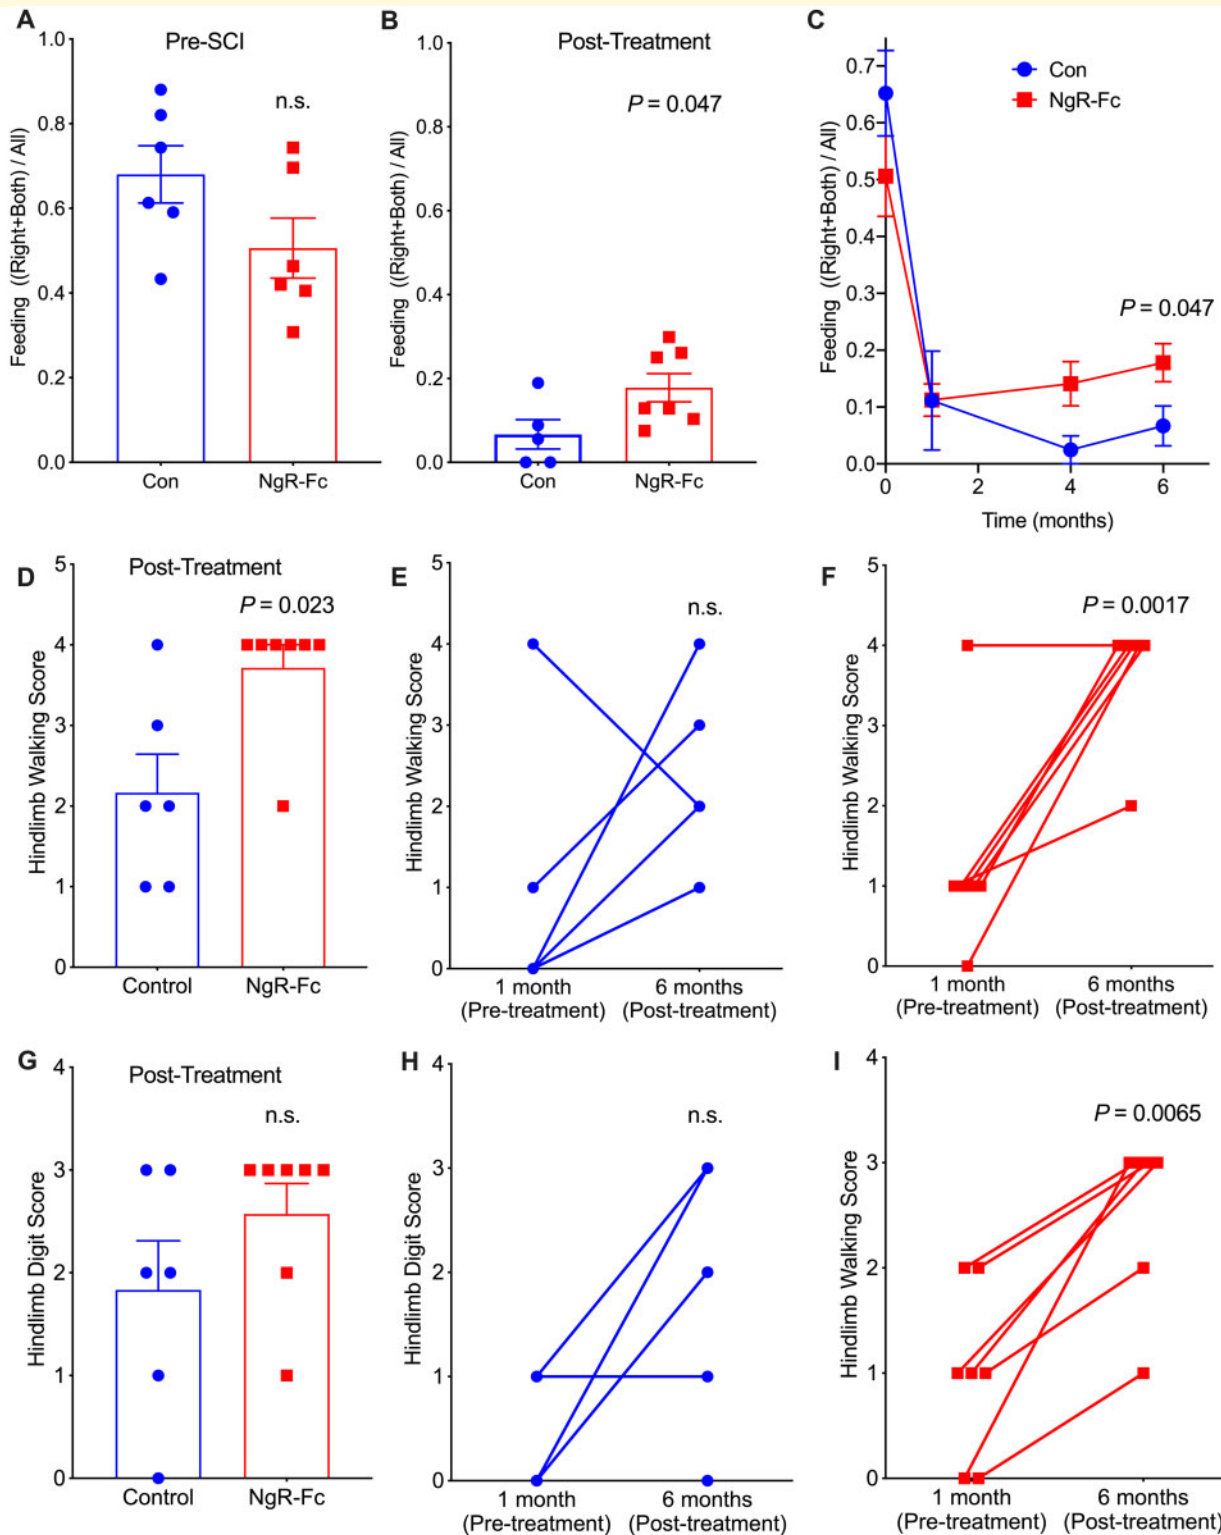 A
Pre-SCI
n.s.
Feeding ((Right+Both) / All)
1.0
0.8
0.6
0.4
0.2
0.0
Con
NgR-Fc
B
Post-Treatment
P = 0.047
Feeding ((Right+Both) / All)
1.0
0.8
0.6
0.4
0.2
0.0
Con
NgR-Fc
C
Con
NgR-Fc
P = 0.047
Feeding ((Right+Both) / All)
0.7
0.6
0.5
0.4
0.3
0.2
0.1
0.0
0
2
4
6
Time (months)
D
Post-Treatment
P = 0.023
Hindlimb Walking Score
5
4
3
2
1
0
Control
NgR-Fc
E
n.s.
Hindlimb Walking Score
5
4
3
2
1
0
1 month
(Pre-treatment)
6 months
(Post-treatment)
F
P = 0.0017
Hindlimb Walking Score
5
4
3
2
1
0
1 month
(Pre-treatment)
6 months
(Post-treatment)
G
Post-Treatment
n.s.
Hindlimb Digit Score
4
3
2
1
0
Control
NgR-Fc
H
n.s.
Hindlimb Digit Score
4
3
2
1
0
1 month
(Pre-treatment)
6 months
(Post-treatment)
I
P = 0.0065
Hindlimb Walking Score
4
3
2
1
0
1 month
(Pre-treatment)
6 months
(Post-treatment)